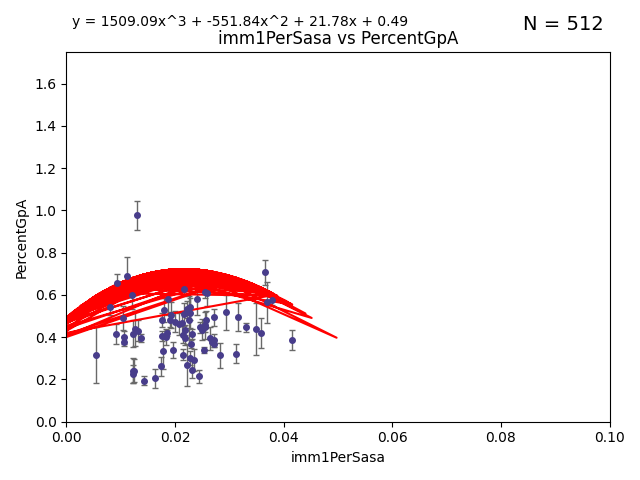 y = 1509.09x^3 + -551.84x^2 + 21.78x + 0.49
N = 512
imm1PerSasa vs PercentGpA
PercentGpA
1.6
1.4
1.2
1.0
0.8
0.6
0.4
0.2
0.0
0.00 0.02 0.04 0.06 0.08 0.10
imm1PerSasa